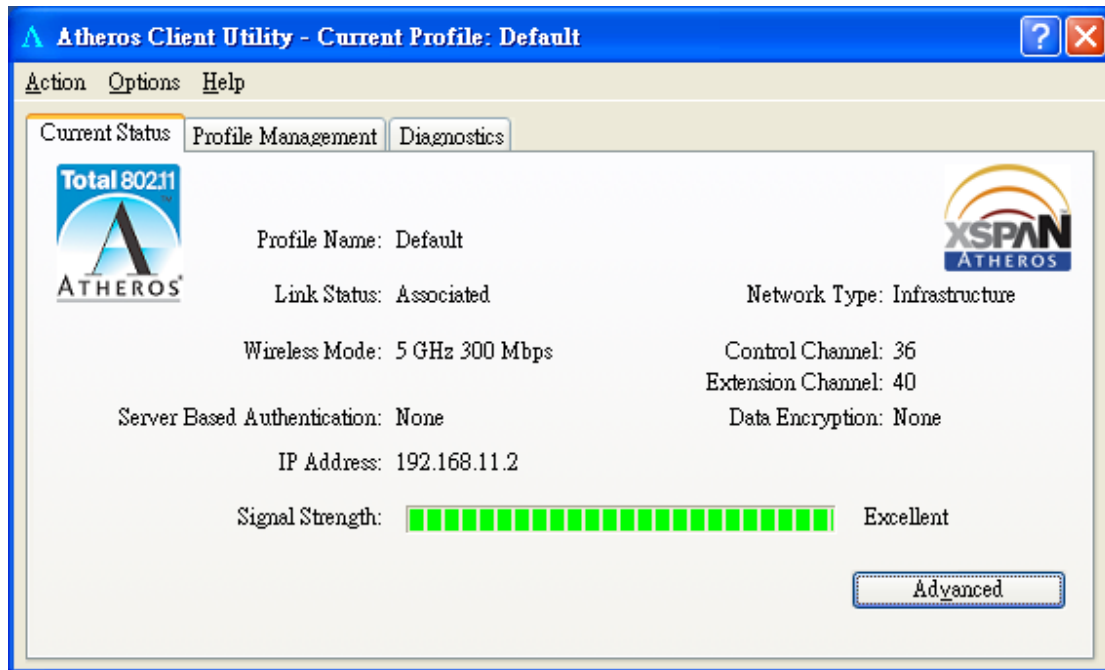 Atheros Client Utility - Current Profile: Default
Action Options Help
Current Status Profile Management Diagnostics
Total 802.11
ATHEROS
XSPAN
ATHEROS
Profile Name: Default
Link Status: Associated Network Type: Infrastructure
Wireless Mode: 5 GHz 300 Mbps Control Channel: 36
Extension Channel: 40
Server Based Authentication: None Data Encryption: None
IP Address: 192.168.11.2
Signal Strength: Excellent
Advanced